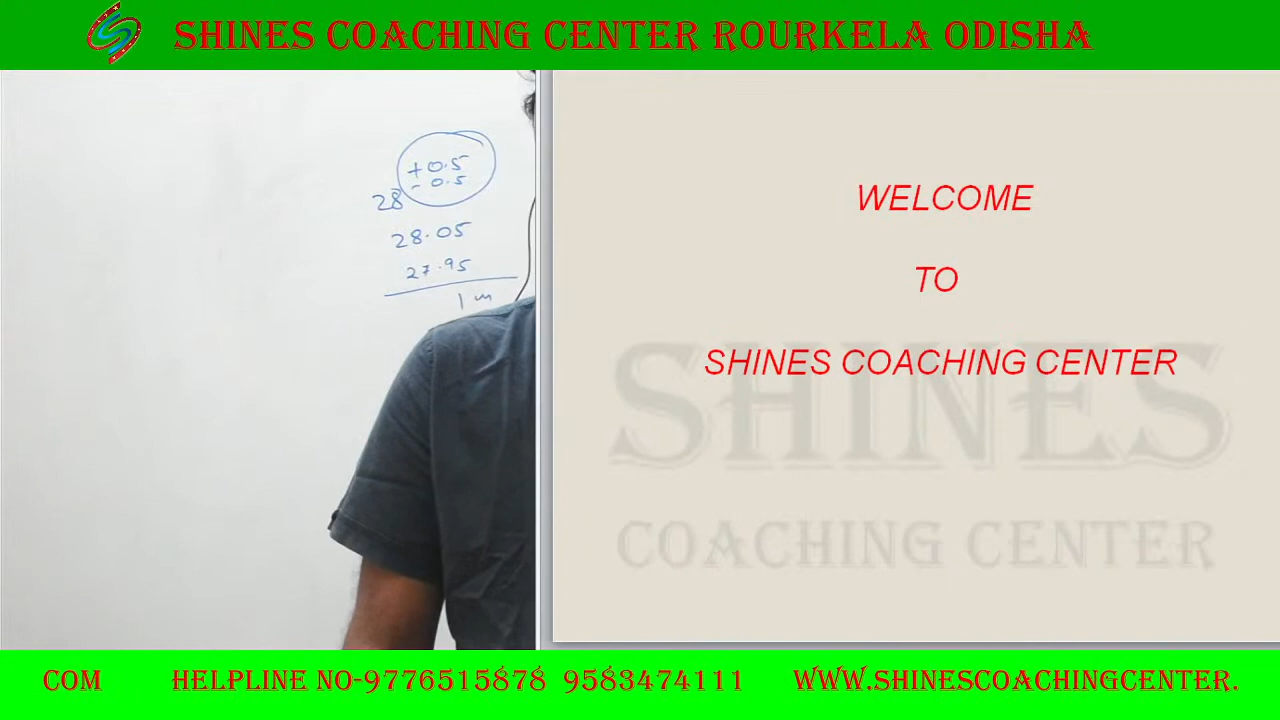 SHINES COACHING CENTER ROURKELA ODISHA
+0.5
- 0.5
28
28.05
27.95
1 m
WELCOME
TO
SHINES COACHING CENTER
SHINES
COACHING CENTER
COM HELPLINE NO-9776515878 9583474111 WWW.SHINESCOACHINGCENTER.